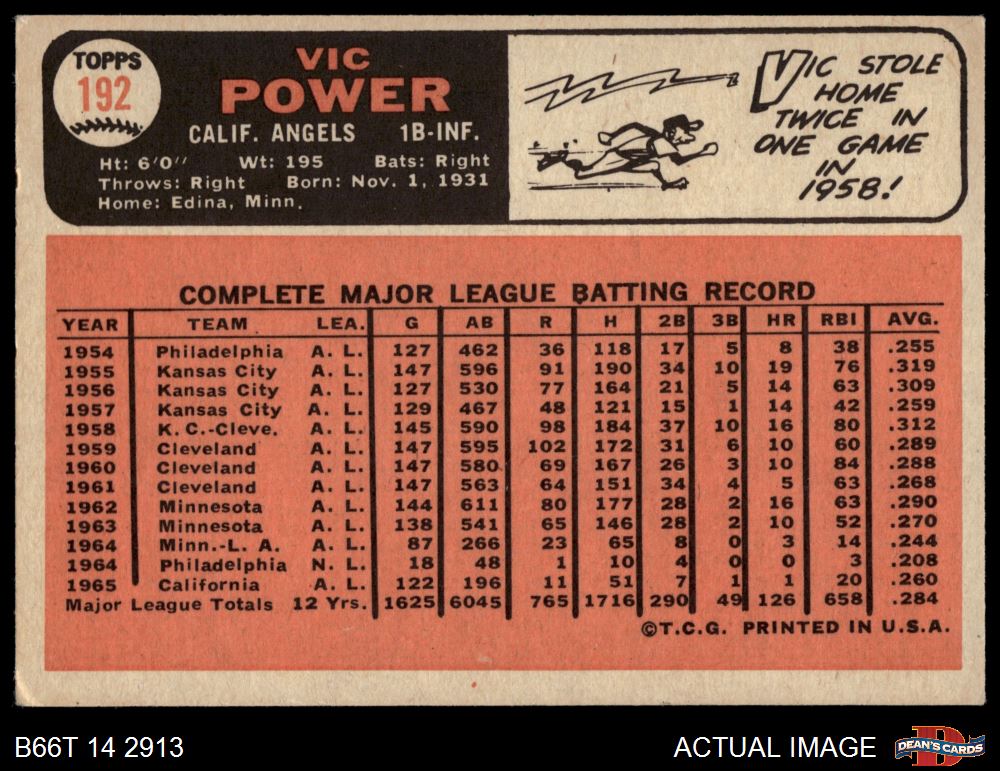 TOPPS
192
VIC
POWER
CALIF. ANGELS 1B-INF.
Ht: 6'0" Wt: 195 Bats: Right
Throws: Right Born: Nov. 1, 1931
Home: Edina, Minn.
VIC STOLE
HOME
TWICE IN
ONE GAME
IN
1958!
COMPLETE MAJOR LEAGUE BATTING RECORD
YEAR TEAM LEA. G AB R H 2B 3B HR RBI AVG.
1954 Philadelphia A. L. 127 462 36 118 17 5 8 38 .255
1955 Kansas City A. L. 147 596 91 190 34 10 19 76 .319
1956 Kansas City A. L. 127 530 77 164 21 5 14 63 .309
1957 Kansas City A. L. 129 467 48 121 15 1 14 42 .259
1958 K. C.-Cleve. A. L. 145 590 98 184 37 10 16 80 .312
1959 Cleveland A. L. 147 595 102 172 31 6 10 60 .289
1960 Cleveland A. L. 147 580 69 167 26 3 10 84 .288
1961 Cleveland A. L. 147 563 64 151 34 4 5 63 .268
1962 Minnesota A. L. 144 611 80 177 28 2 16 63 .290
1963 Minnesota A. L. 138 541 65 146 28 2 10 52 .270
1964 Minn.-L. A. A. L. 87 266 23 65 8 0 3 14 .244
1964 Philadelphia N. L. 18 48 1 10 4 0 0 3 .208
1965 California A. L. 122 196 11 51 7 1 1 20 .260
Major League Totals 12 Yrs. 1625 6045 765 1716 290 49 126 658 .284
©T.C.G. PRINTED IN U.S.A.
B66T 14 2913
ACTUAL IMAGE
D
DEAN'S CARDS